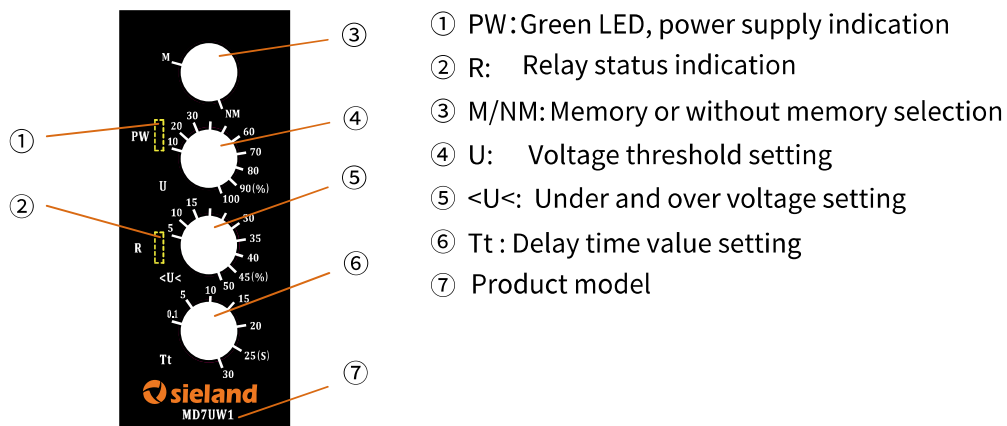 ③
M
NM
①
PW
10
20
30
60
70
80
90(%)
100
④
U
⑤
②
R
5
10
15
30
35
40
45(%)
50
<U<
⑥
0.1
5
10
15
20
25(S)
30
Tt
sieland
MD7UW1
⑦
① PW:Green LED, power supply indication
② R: Relay status indication
③ M/NM: Memory or without memory selection
④ U: Voltage threshold setting
⑤ <U<: Under and over voltage setting
⑥ Tt : Delay time value setting
⑦ Product model